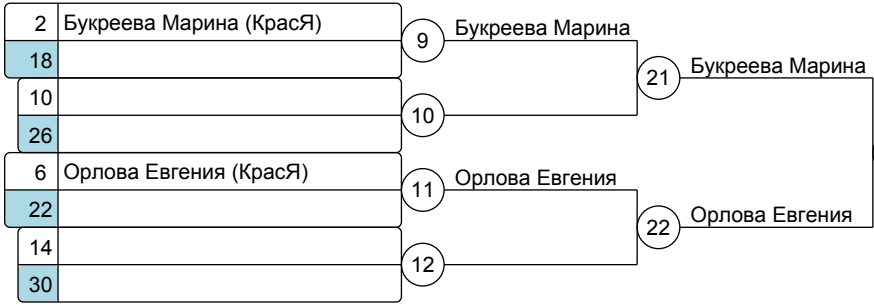 2 Букреева Марина (КрасЯ)
18
9 Букреева Марина
10
26
10
21 Букреева Марина
6 Орлова Евгения (КрасЯ)
22
11 Орлова Евгения
14
30
12
22 Орлова Евгения